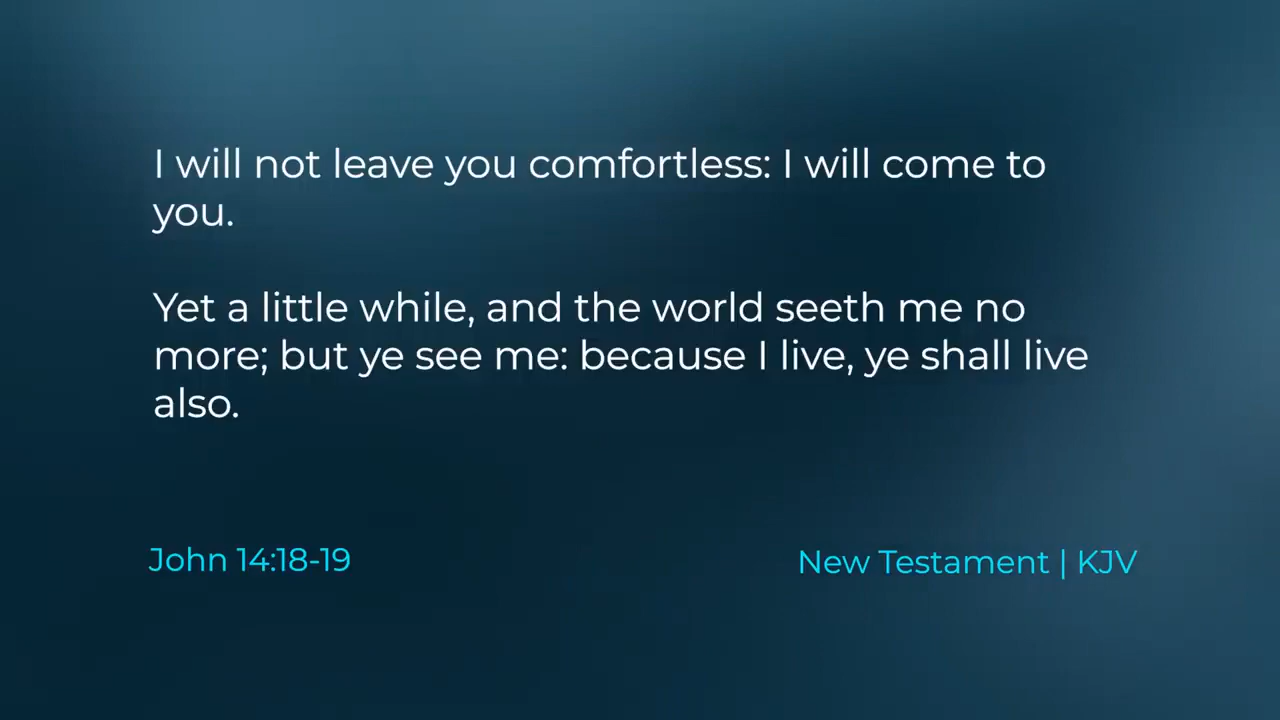 I will not leave you comfortless: I will come to
you.
Yet a little while, and the world seeth me no
more; but ye see me: because I live, ye shall live
also.
John 14:18-19
New Testament | KJV